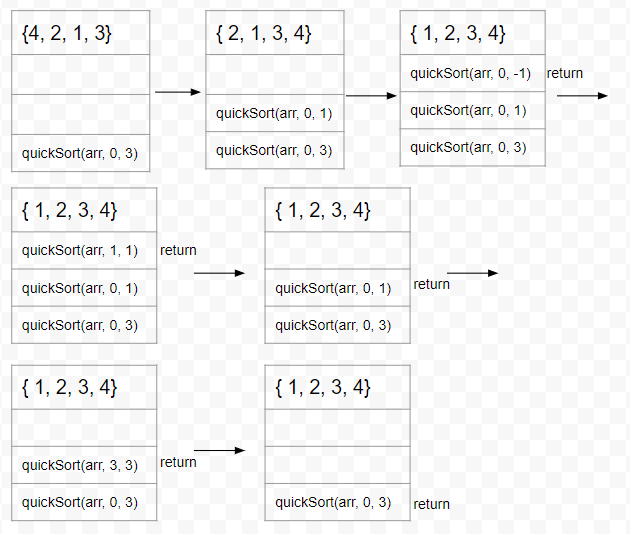 {4, 2, 1, 3}
quickSort(arr, 0, 3)
{ 2, 1, 3, 4}
quickSort(arr, 0, 1)
quickSort(arr, 0, 3)
{ 1, 2, 3, 4}
quickSort(arr, 0, -1) return
quickSort(arr, 0, 1)
quickSort(arr, 0, 3)
{ 1, 2, 3, 4}
quickSort(arr, 1, 1) return
quickSort(arr, 0, 1)
quickSort(arr, 0, 3)
{ 1, 2, 3, 4}
quickSort(arr, 0, 1) return
quickSort(arr, 0, 3)
{ 1, 2, 3, 4}
quickSort(arr, 3, 3) return
quickSort(arr, 0, 3)
{ 1, 2, 3, 4}
quickSort(arr, 0, 3) return